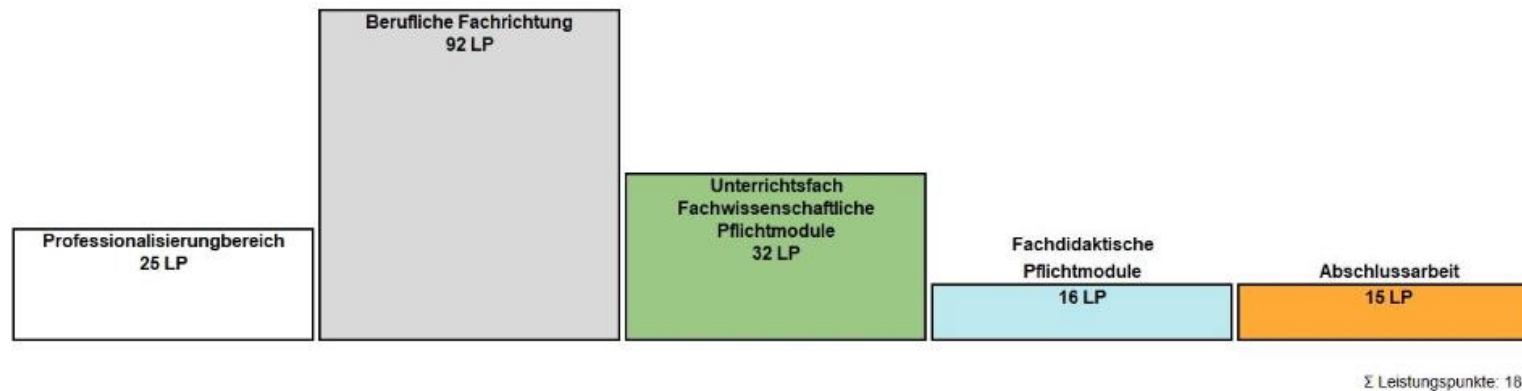 Berufliche Fachrichtung
92 LP
Unterrichtsfach
Fachwissenschaftliche
Pflichtmodule
32 LP
Professionalisierungbereich
25 LP
Fachdidaktische
Pflichtmodule
16 LP
Abschlussarbeit
15 LP
Σ Leistungspunkte: 18